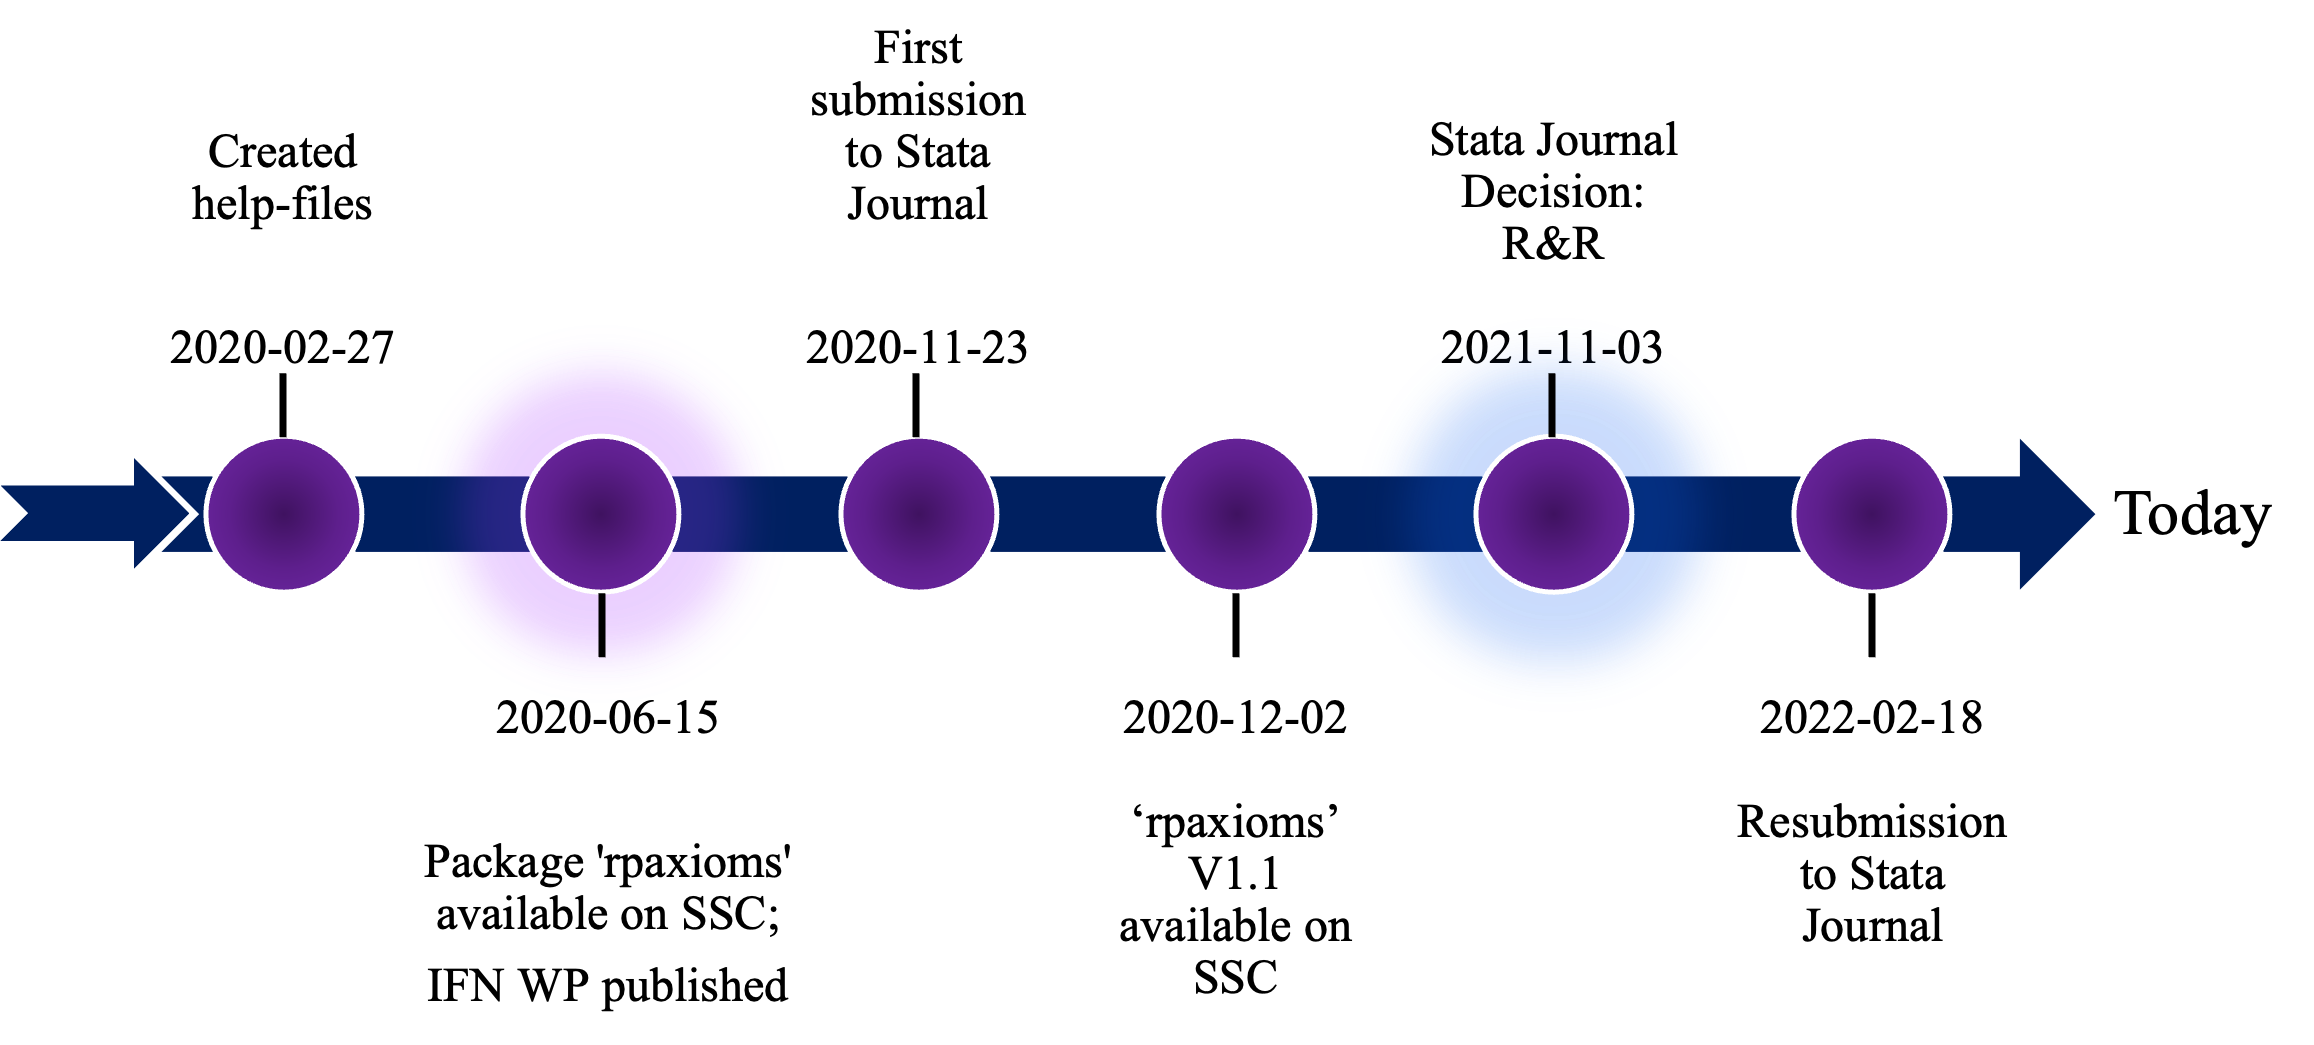 Created
help-files
2020-02-27
Package 'rpaxioms'
available on SSC;
IFN WP published
2020-06-15
First
submission
to Stata
Journal
2020-11-23
2020-12-02
‘rpaxioms’
V1.1
available on
SSC
Stata Journal
Decision:
R&R
2021-11-03
2022-02-18
Resubmission
to Stata
Journal
Today